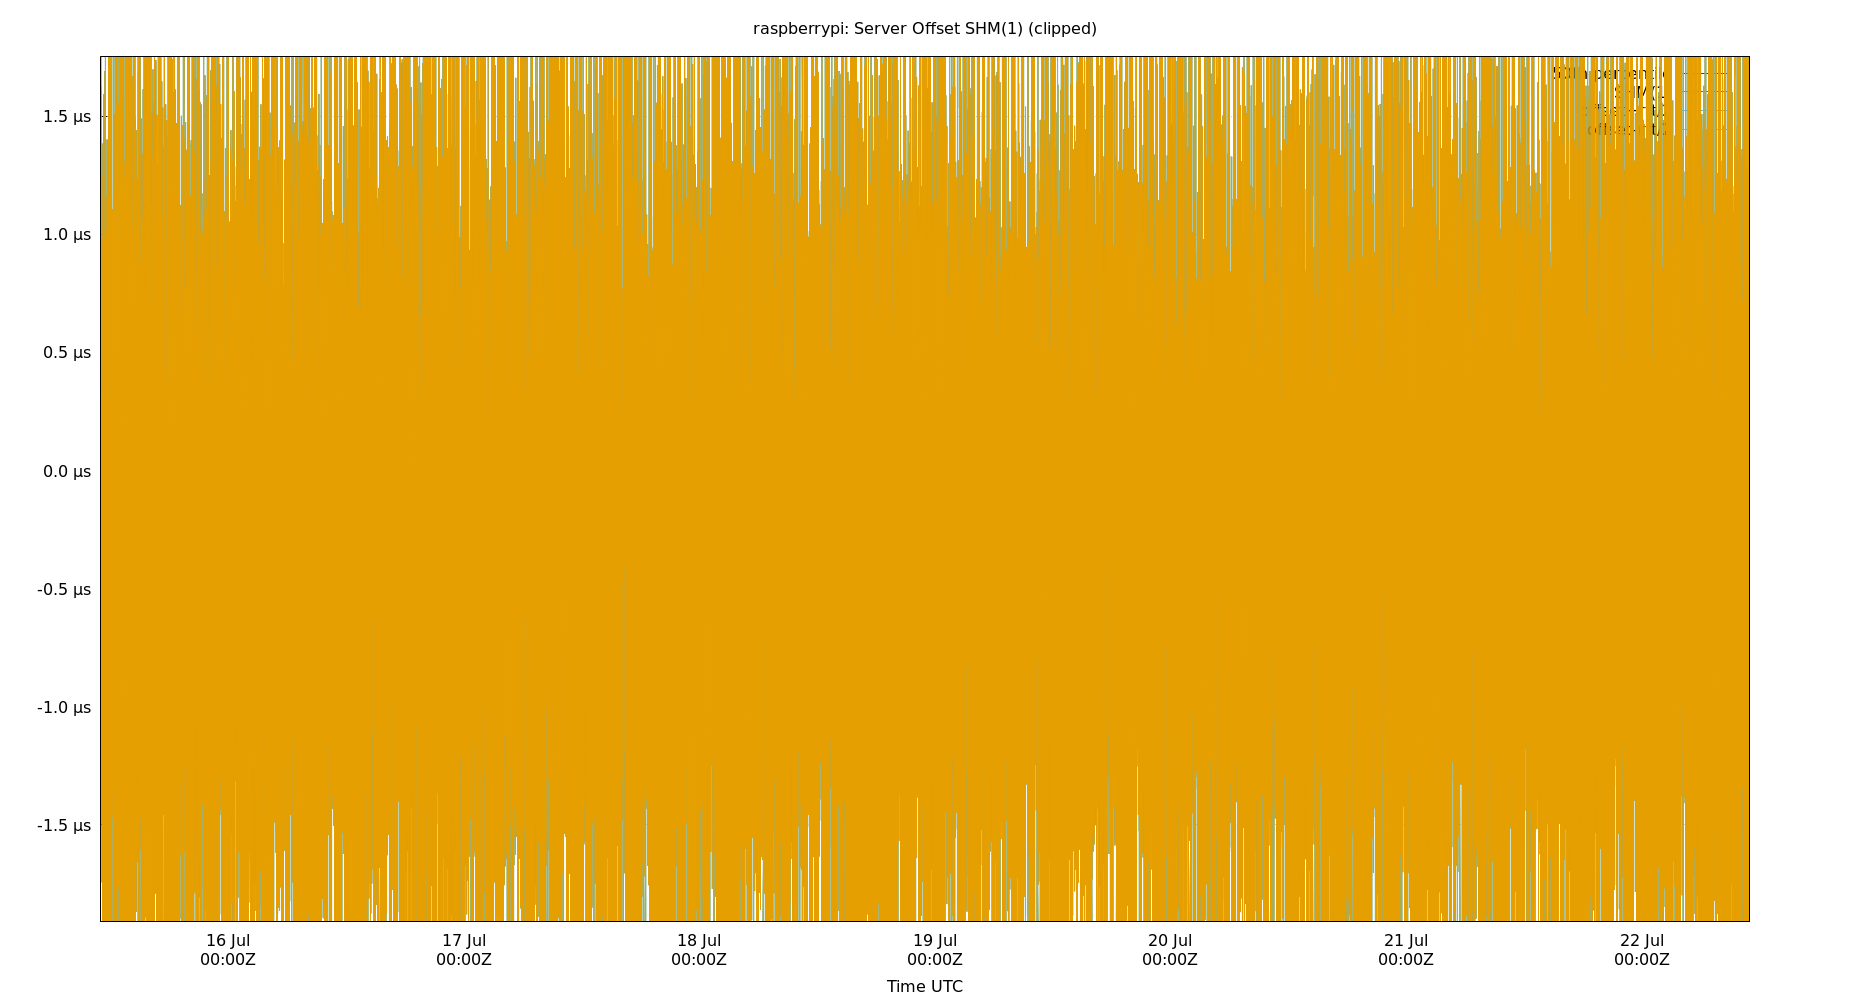 raspberrypi: Server Offset SHM(1) (clipped)
1.5 µs
1.0 µs
0.5 µs
0.0 µs
-0.5 µs
-1.0 µs
-1.5 µs
16 Jul 17 Jul 18 Jul 19 Jul 20 Jul 21 Jul 22 Jul
00:00Z 00:00Z 00:00Z 00:00Z 00:00Z 00:00Z 00:00Z
Time UTC